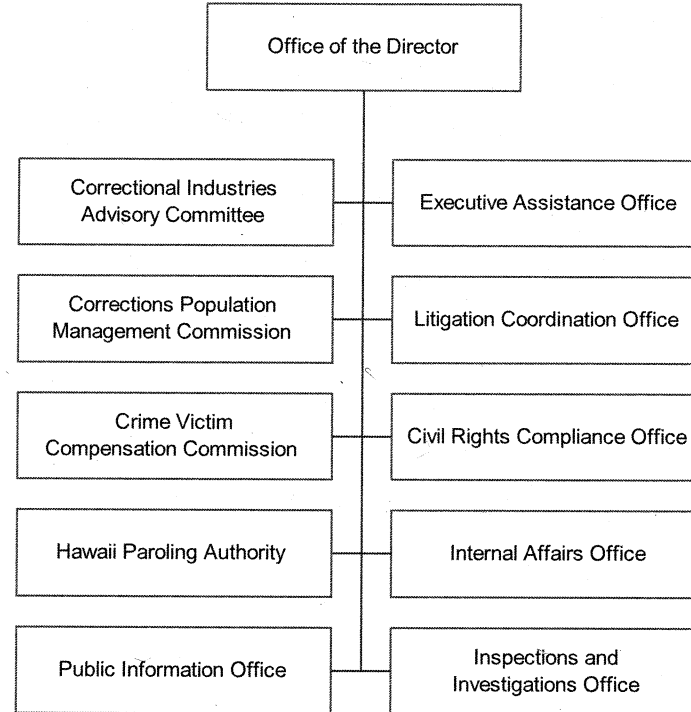 Office of the Director
Correctional Industries
Advisory Committee
Executive Assistance Office
Corrections Population
Management Commission
Litigation Coordination Office
Crime Victim
Compensation Commission
Civil Rights Compliance Office
Hawaii Paroling Authority
Internal Affairs Office
Public Information Office
Inspections and
Investigations Office